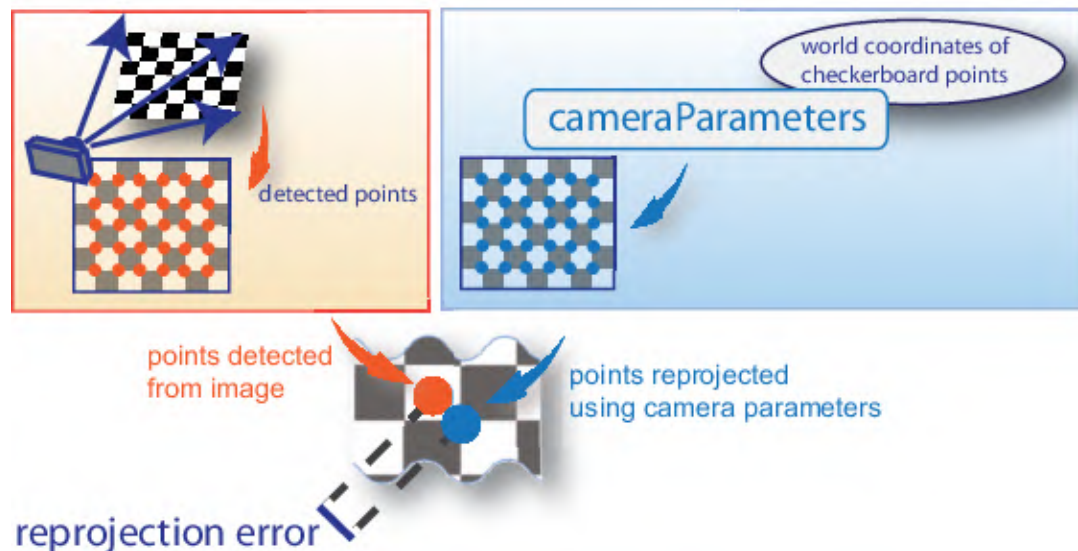 world coordinates of
checkerboard points
cameraParameters
detected points
points detected
from image
points reprojected
using camera parameters
reprojection error